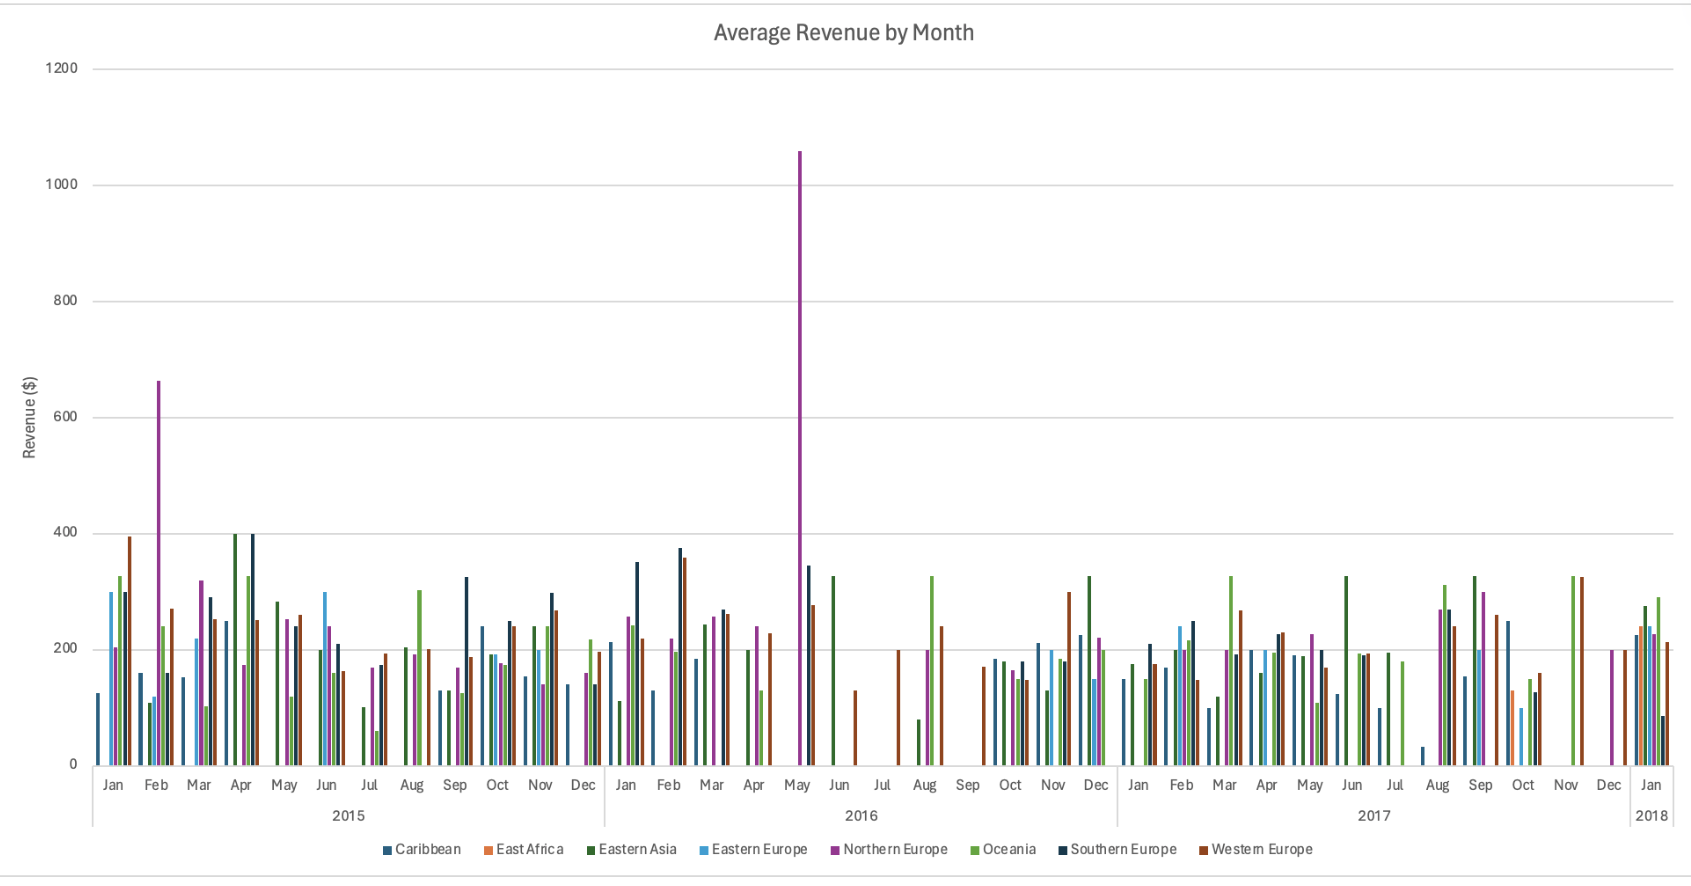 Average Revenue by Month
1200
1000
800
600
400
200
0
Revenue ($)
Jan Feb Mar Apr May Jun Jul Aug Sep Oct Nov Dec Jan Feb Mar Apr May Jun Jul Aug Sep Oct Nov Dec Jan Feb Mar Apr May Jun Jul Aug Sep Oct Nov Dec Jan
2015 2016 2017 2018
Caribbean East Africa Eastern Asia Eastern Europe Northern Europe Oceania Southern Europe Western Europe